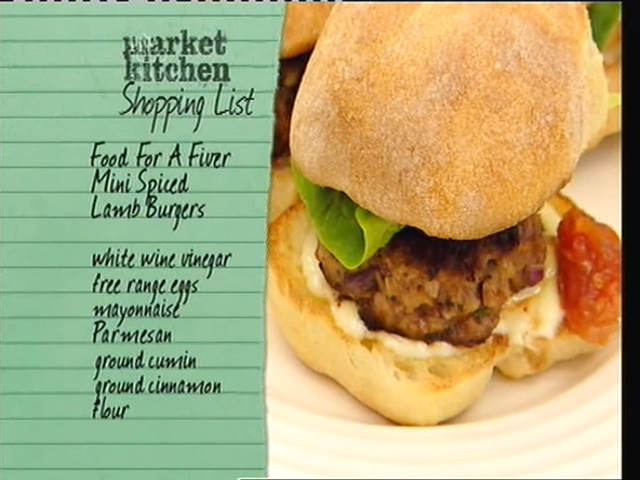 market
kitchen
Shopping List
Food For A Fiver
Mini Spiced
Lamb Burgers
white wine vinegar
free range eggs
mayonnaise
Parmesan
ground cumin
ground cinnamon
flour